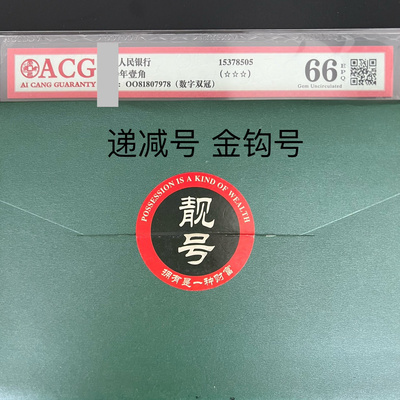 ACG
AI CANG GUARANTY
人民银行
年壹角
: OO81807978（数字双冠）
15378505
(☆☆☆)
66 EPQ
Gem Uncirculated
递减号 金钩号
POSSESSION IS A KIND OF WEALTH
靓号
拥有是一种财富